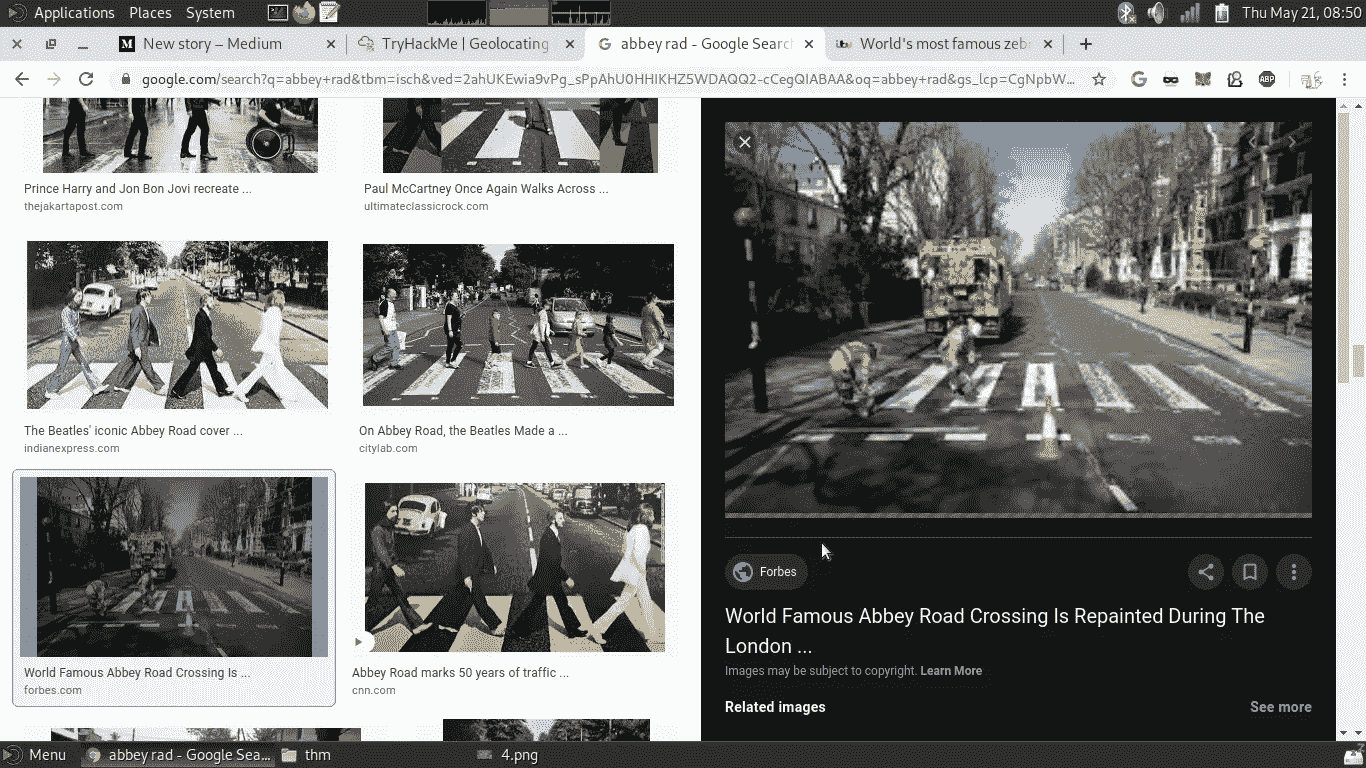 Applications Places System
Thu May 21, 08:50
New story – Medium
TryHackMe | Geolocating
abbey rad - Google Search
World's most famous zeb
google.com/search?q=abbey+rad&tbm=isch&ved=2ahUKEwia9vPg_sPpAhU0HHIKHZ5WDAQQ2-cCegQIABAA&oq=abbey+rad&gs_lcp=CgNpbW...
ABP
Prince Harry and Jon Bon Jovi recreate ...
thejakartapost.com
Paul McCartney Once Again Walks Across ...
ultimateclassicrock.com
The Beatles' iconic Abbey Road cover ...
indianexpress.com
On Abbey Road, the Beatles Made a ...
citylab.com
World Famous Abbey Road Crossing Is ...
forbes.com
Abbey Road marks 50 years of traffic ...
cnn.com
Forbes
World Famous Abbey Road Crossing Is Repainted During The
London ...
Images may be subject to copyright. Learn More
Related images
See more
Menu
abbey rad - Google Sea...
thm
4.png